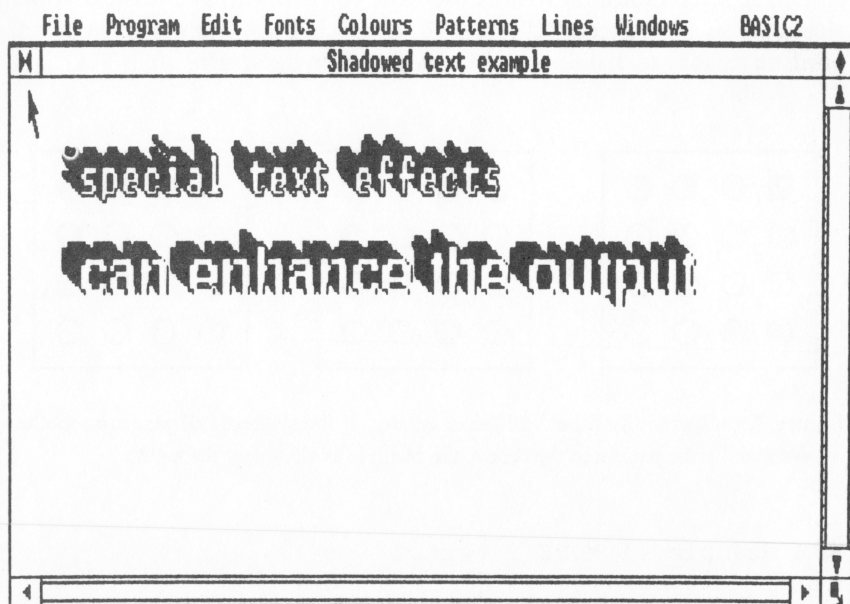 File Program Edit Fonts Colours Patterns Lines Windows BASIC2
Shadowed text example
special text effects
can enhance the output